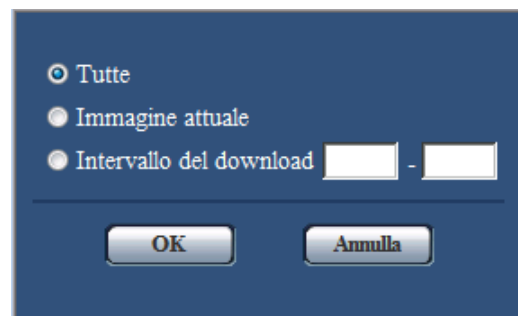 Tutte
Immagine attuale
Intervallo del download -
OK Annulla